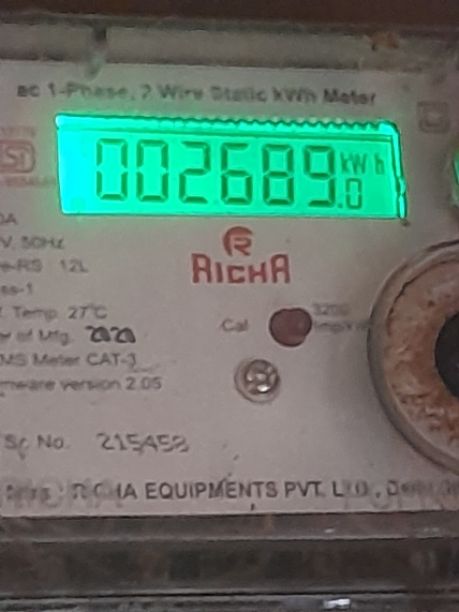 ac 1-Phase, 2 Wire Static kWh Meter
002689.0 kWh
RICHA
V, 50Hz
12L
Temp. 27°C
Cal 3200
of Mfg.
MS Meter CAT-3
version 2.05
Sr. No. 215458
RICHA EQUIPMENTS PVT. LTD.,